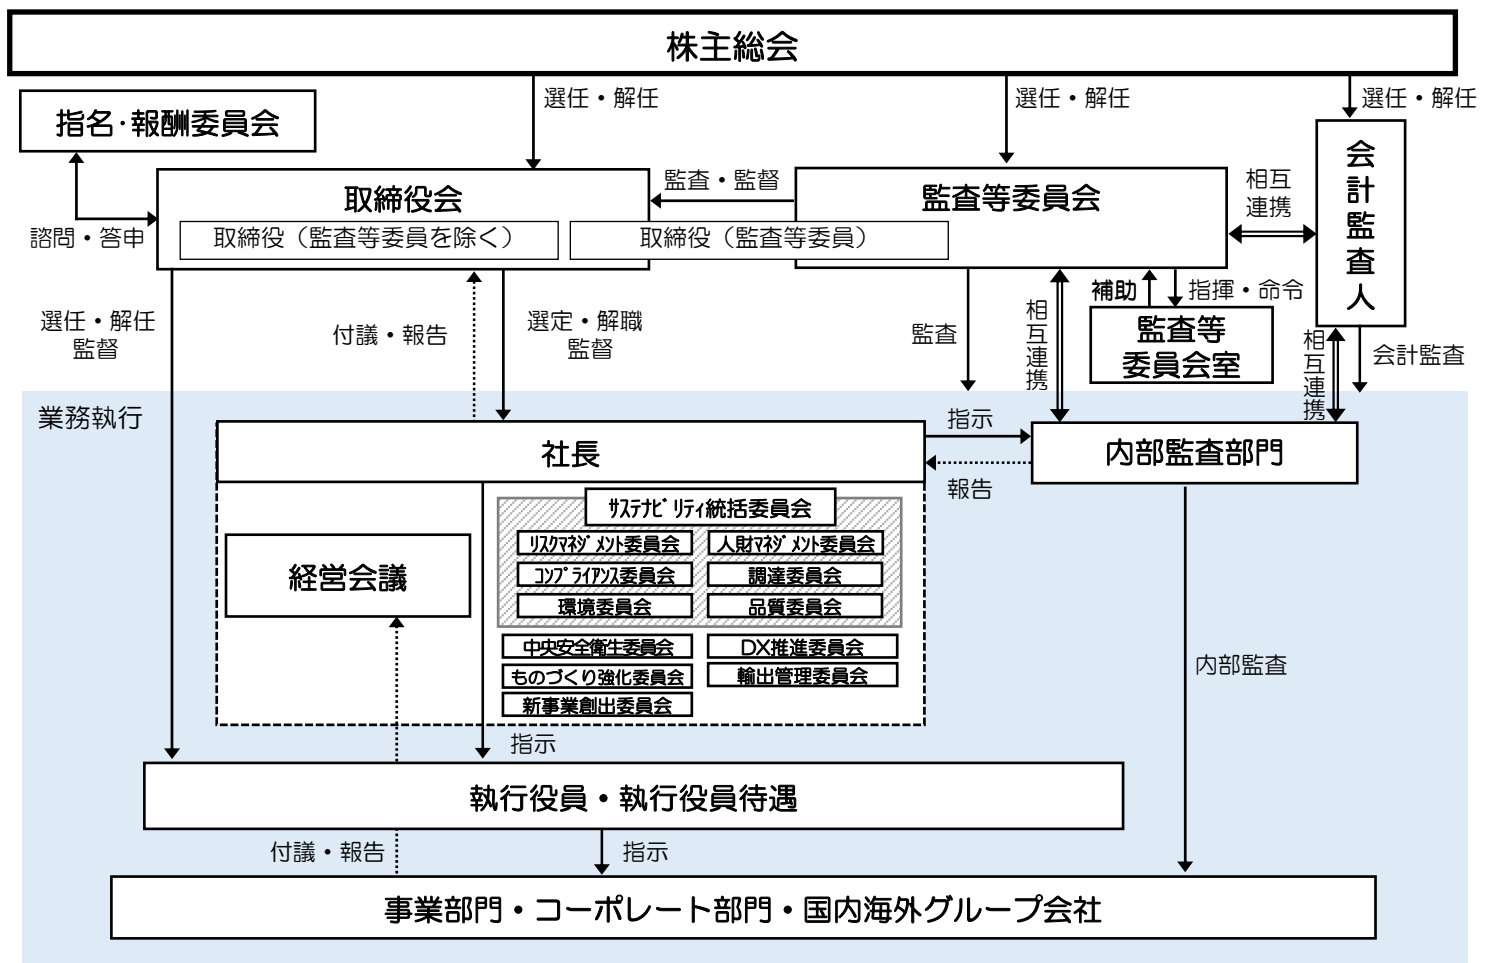 株主総会
選任・解任
選任・解任
選任・解任
指名・報酬委員会
諮問・答申
取締役会
取締役（監査等委員を除く）
取締役（監査等委員）
監査・監督
監査等委員会
相互
連携
会計監査人
選任・解任
監督
付議・報告
選定・解職
監督
監査
相互連携
補助
指揮・命令
監査等
委員会室
相互連携
会計監査
業務執行
社長
指示
報告
内部監査部門
経営会議
ｻｽﾃﾅﾋﾞﾘﾃｨ統括委員会
ﾘｽｸﾏﾈｼﾞﾒﾝﾄ委員会
人財ﾏﾈｼﾞﾒﾝﾄ委員会
ｺﾝﾌﾟﾗｲｱﾝｽ委員会
調達委員会
環境委員会
品質委員会
中央安全衛生委員会
DX推進委員会
ものづくり強化委員会
輸出管理委員会
新事業創出委員会
内部監査
指示
執行役員・執行役員待遇
付議・報告
指示
事業部門・コーポレート部門・国内海外グループ会社